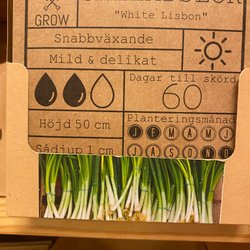 "White Lisbon"
GROW
Snabbväxande
Mild & delikat
Dagar till skörd
60
Höjd 50 cm
Planteringsmånad
J F M A M J
Sådjup 1 cm
J A S O N D